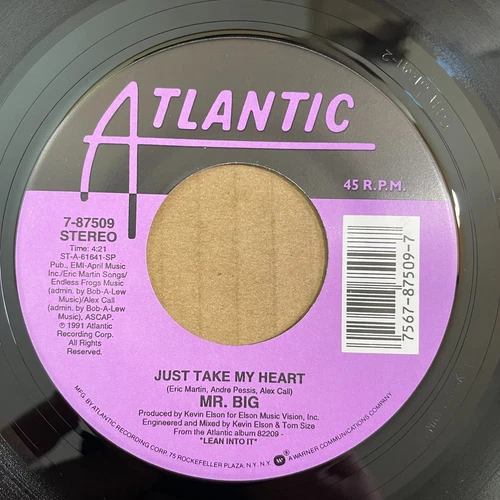 ATLANTIC
45 R.P.M.
7-87509
STEREO
Time: 4:21
ST-A-61641-SP
Pub., EMI-April Music
Inc./Eric Martin Songs/
Endless Frogs Music
(admin. by Bob-A-Lew
Music)/Alex Call
(admin. by Bob-A-Lew
Music), ASCAP.
℗ 1991 Atlantic
Recording Corp.
All Rights
Reserved.
7567-87509-7
JUST TAKE MY HEART
(Eric Martin, Andre Pessis, Alex Call)
MR. BIG
Produced by Kevin Elson for Elson Music Vision, Inc.
Engineered and Mixed by Kevin Elson & Tom Size
From the Atlantic album 82209 -
"LEAN INTO IT"
MFG. BY ATLANTIC RECORDING CORP. 75 ROCKEFELLER PLAZA, N.Y. N.Y. A WARNER COMMUNICATIONS COMPANY